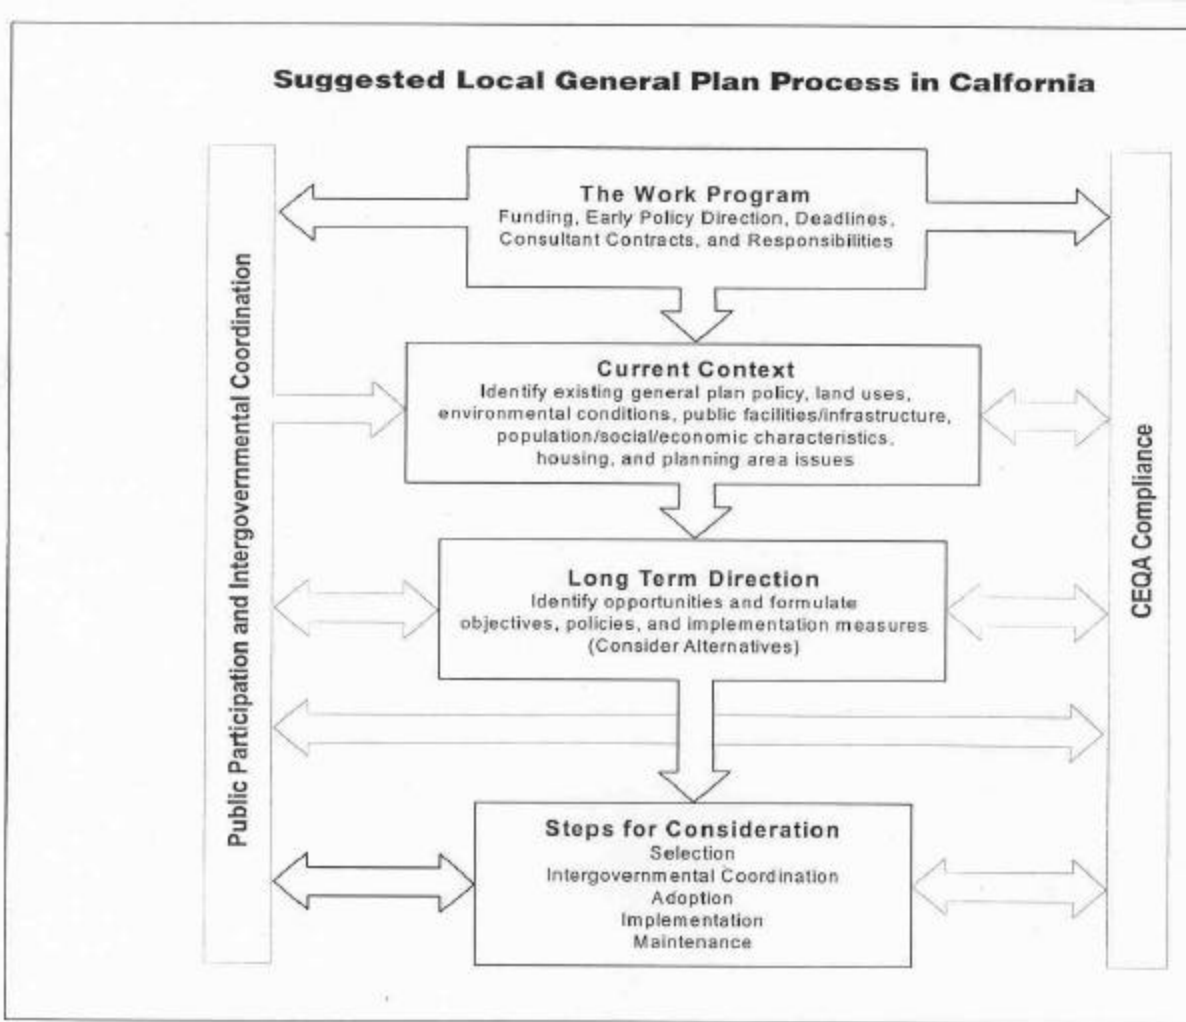 Suggested Local General Plan Process in Calfornia
Public Participation and Intergovernmental Coordination
The Work Program
Funding, Early Policy Direction, Deadlines,
Consultant Contracts, and Responsibilities
Current Context
Identify existing general plan policy, land uses,
environmental conditions, public facilities/infrastructure,
population/social/economic characteristics,
housing, and planning area issues
Long Term Direction
Identify opportunities and formulate
objectives, policies, and implementation measures
(Consider Alternatives)
Steps for Consideration
Selection
Intergovernmental Coordination
Adoption
Implementation
Maintenance
CEQA Compliance